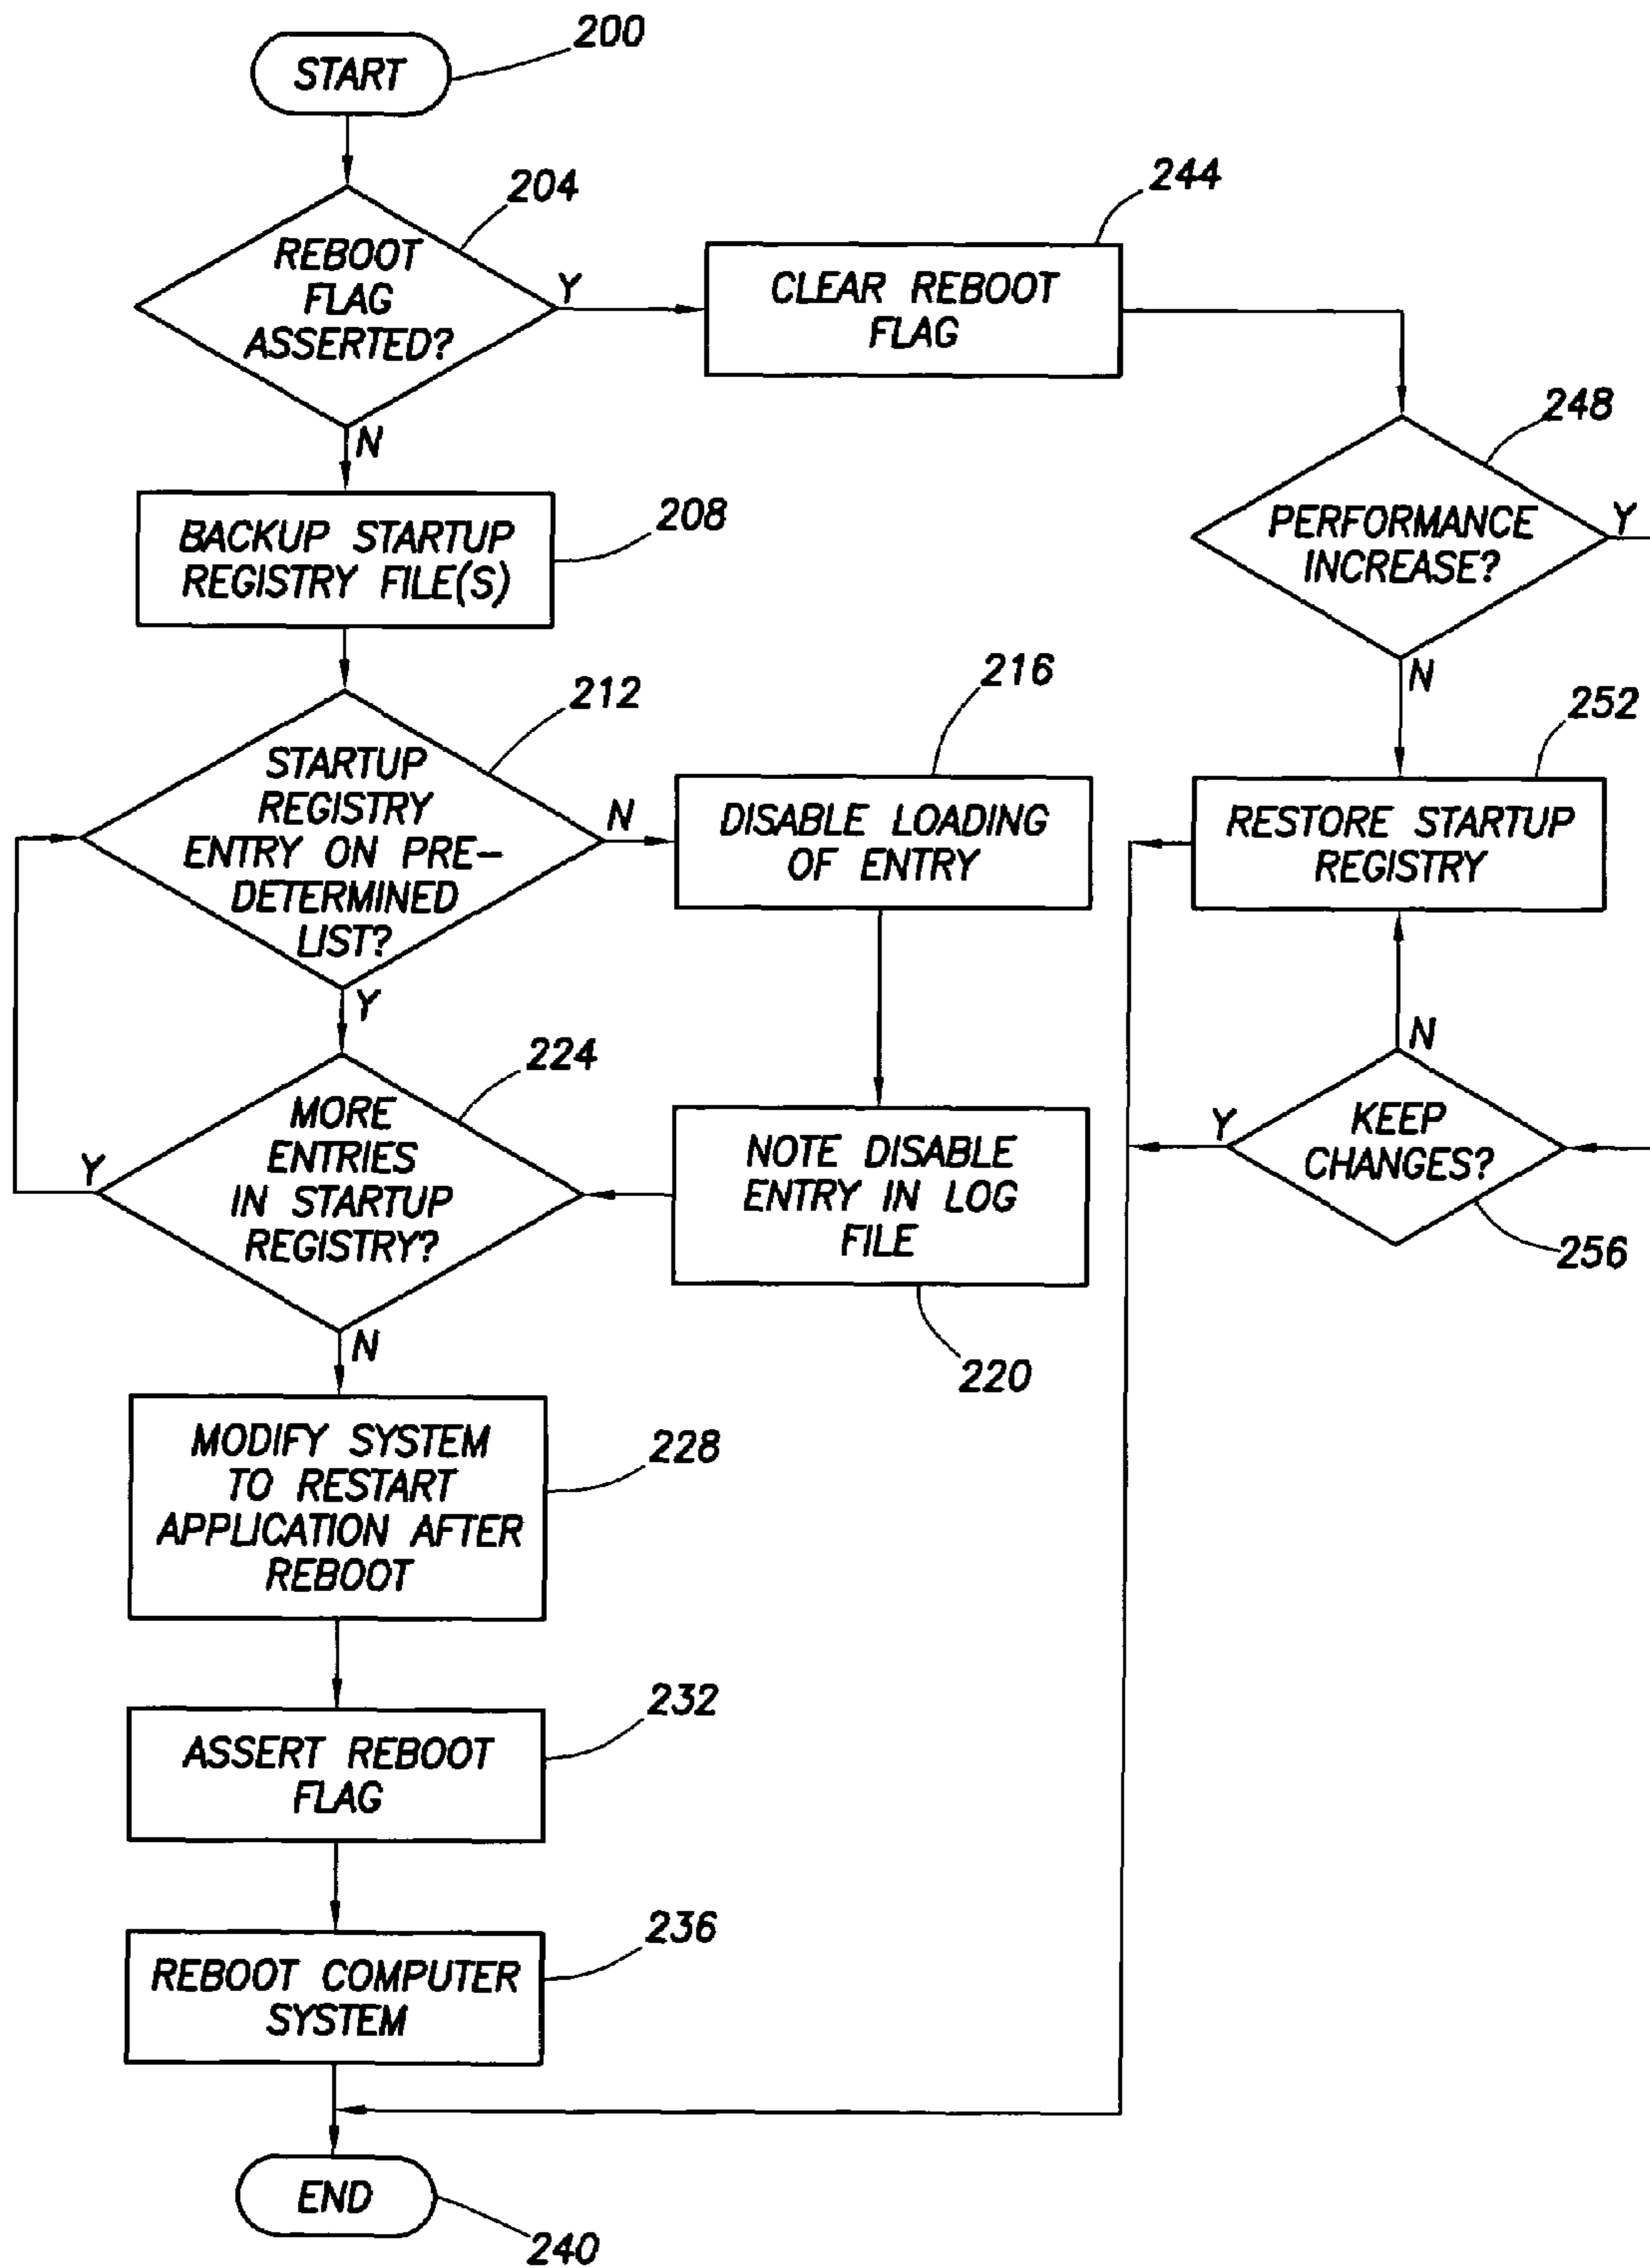 START
200
REBOOT
FLAG
ASSERTED?
204
Y
N
CLEAR REBOOT
FLAG
244
PERFORMANCE
INCREASE?
248
Y
N
BACKUP STARTUP
REGISTRY FILE(S)
208
STARTUP
REGISTRY
ENTRY ON PRE-
DETERMINED
LIST?
212
N
Y
DISABLE LOADING
OF ENTRY
216
RESTORE STARTUP
REGISTRY
252
MORE
ENTRIES
IN STARTUP
REGISTRY?
224
Y
N
NOTE DISABLE
ENTRY IN LOG
FILE
220
KEEP
CHANGES?
256
N
Y
MODIFY SYSTEM
TO RESTART
APPLICATION AFTER
REBOOT
228
ASSERT REBOOT
FLAG
232
REBOOT COMPUTER
SYSTEM
236
END
240